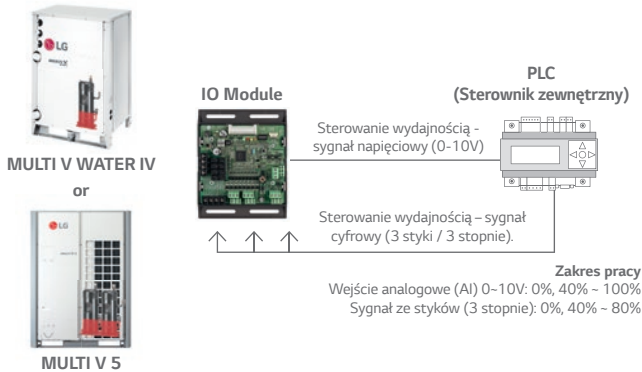 LG
MULTI V WATER IV
or
LG
MULTI V 5
IO Module
PLC
(Sterownik zewnętrzny)
Sterowanie wydajnością -
sygnał napięciowy (0-10V)
Sterowanie wydajnością – sygnał
cyfrowy (3 styki / 3 stopnie).
Zakres pracy
Wejście analogowe (AI) 0~10V: 0%, 40% ~ 100%
Sygnał ze styków (3 stopnie): 0%, 40% ~ 80%